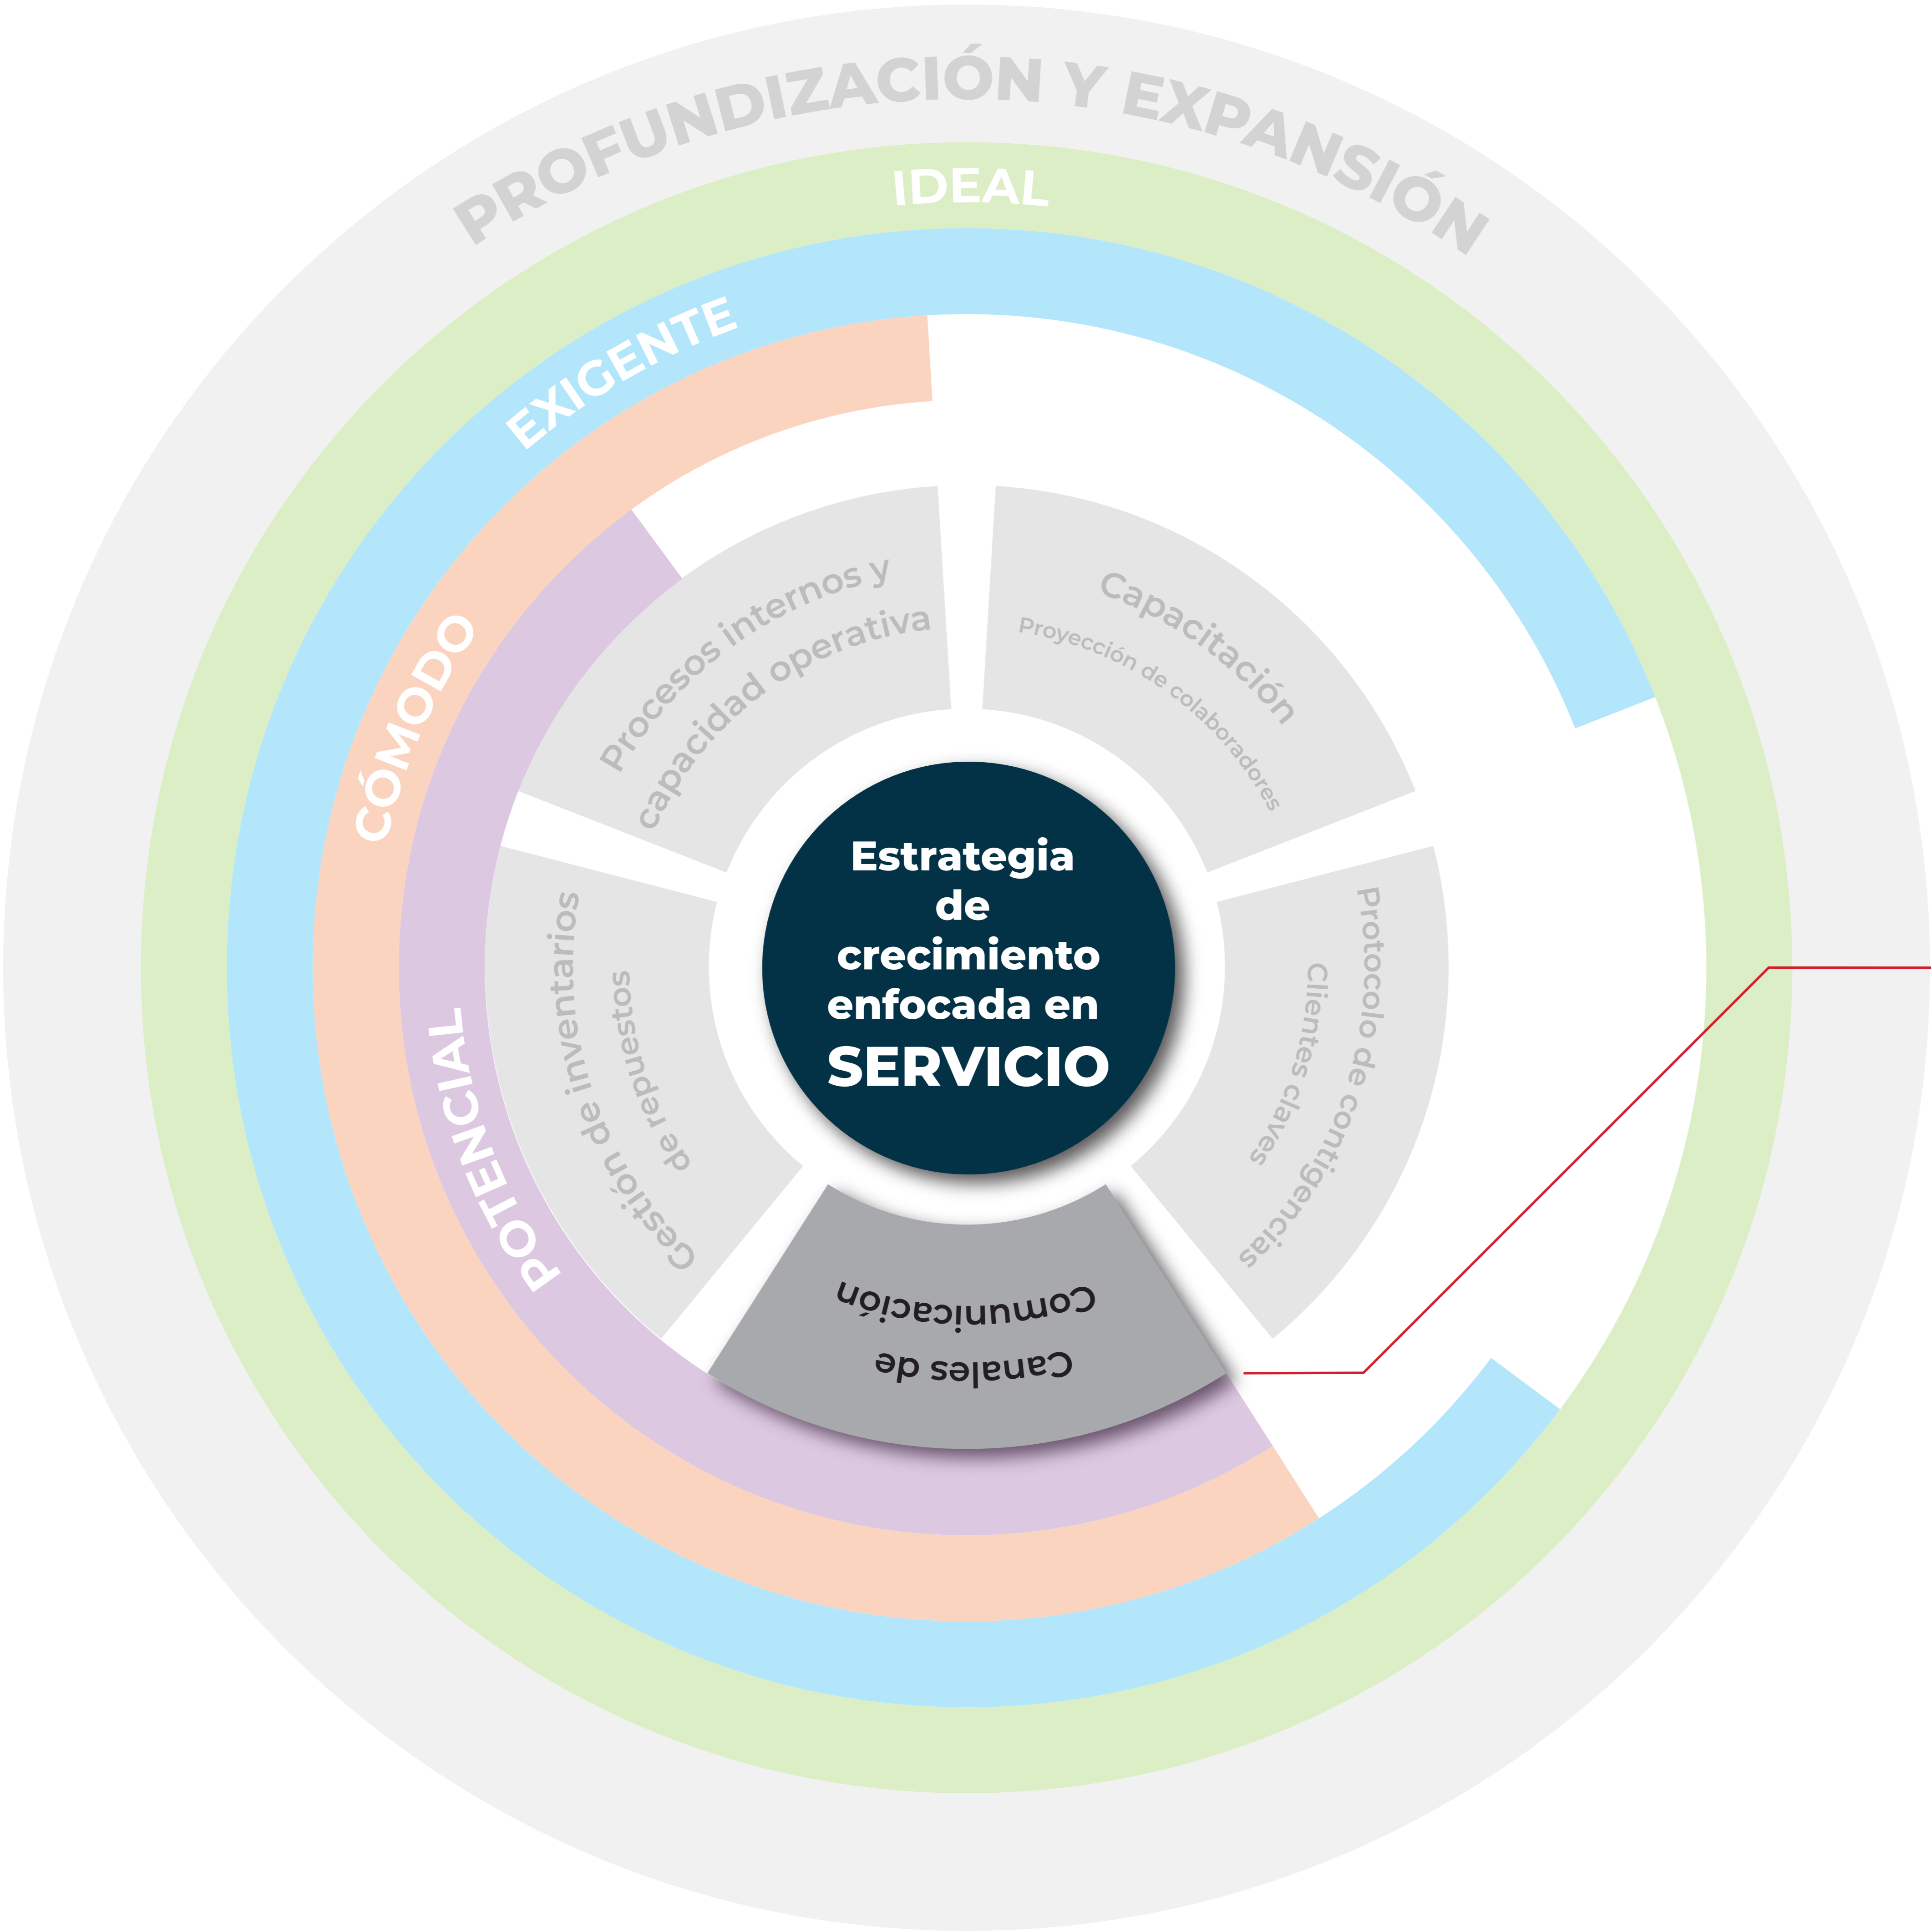 PROFUNDIZACIÓN Y EXPANSIÓN
IDEAL
EXIGENTE
CÓMODO
POTENCIAL
Procesos internos y
capacidad operativa
Capacitación
Proyección de colaboradores
Protocolo de contigencias
Clientes claves
Canales de
Comunicación
Gestión de inventarios
de repuestos
Estrategia
de
crecimiento
enfocada en
SERVICIO